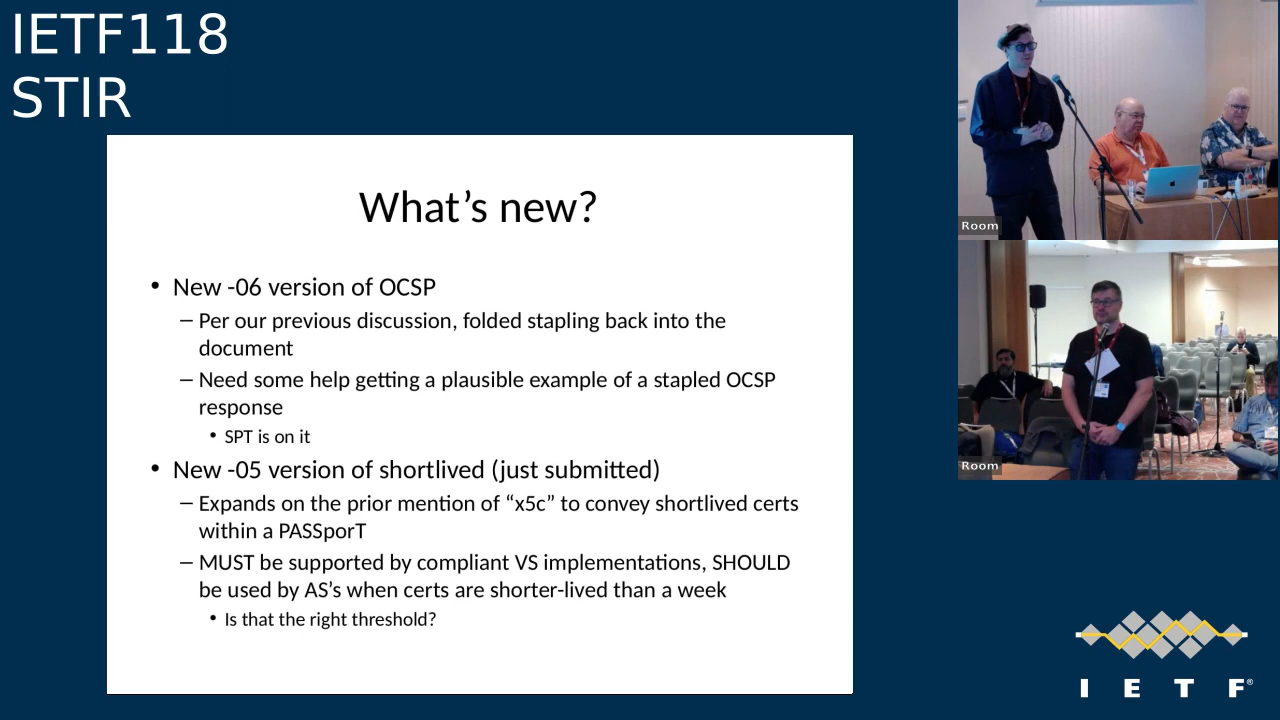 IETF118
STIR
What's new?
• New -06 version of OCSP
– Per our previous discussion, folded stapling back into the
document
– Need some help getting a plausible example of a stapled OCSP
response
• SPT is on it
• New -05 version of shortlived (just submitted)
– Expands on the prior mention of “x5c” to convey shortlived certs
within a PASSporT
– MUST be supported by compliant VS implementations, SHOULD
be used by AS’s when certs are shorter-lived than a week
• Is that the right threshold?
Room
Room
I E T F®